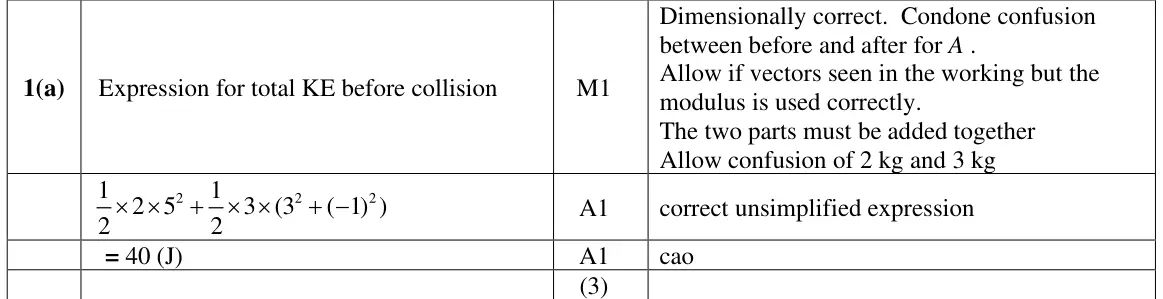 Dimensionally correct. Condone confusion
between before and after for A .
1(a) Expression for total KE before collision M1 Allow if vectors seen in the working but the
modulus is used correctly.
The two parts must be added together
Allow confusion of 2 kg and 3 kg
1/2 × 2 × 5² + 1/2 × 3 × (3² + (−1)²) A1 correct unsimplified expression
= 40 (J) A1 cao
(3)